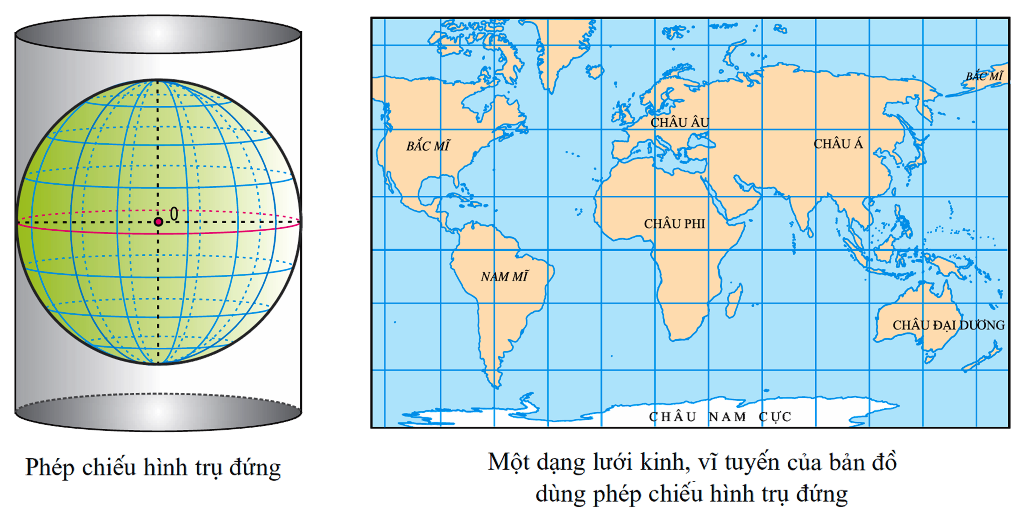 0
Phép chiếu hình trụ đứng
BẮC MĨ
CHÂU ÂU
CHÂU Á
BẮC MĨ
CHÂU PHI
NAM MĨ
CHÂU ĐẠI DƯƠNG
CHÂU NAM CỰC
Một dạng lưới kinh, vĩ tuyến của bản đồ
dùng phép chiếu hình trụ đứng